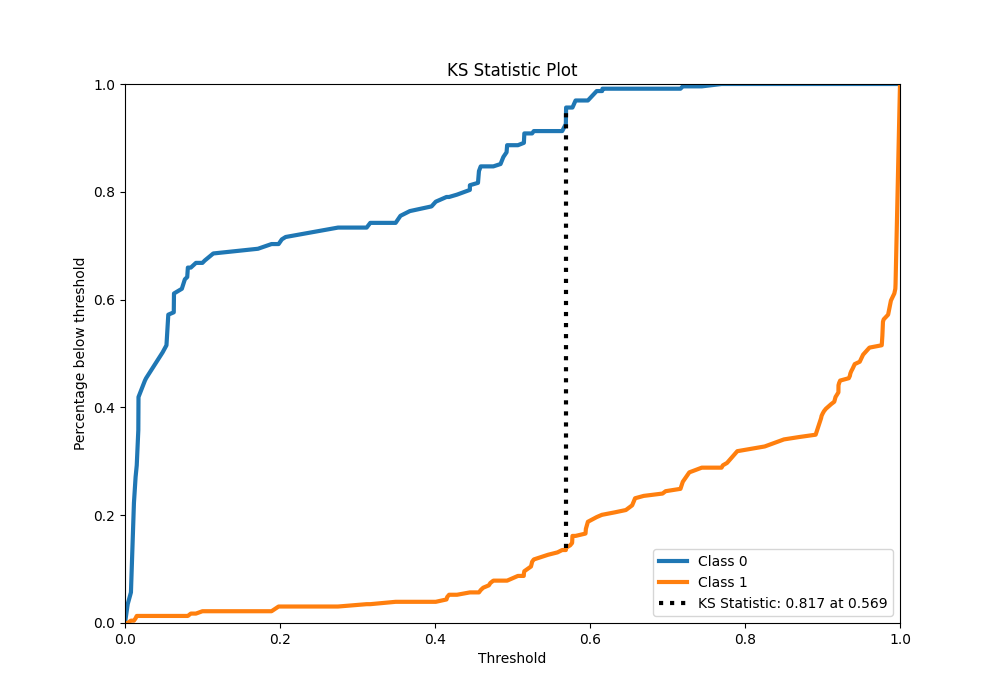 KS Statistic Plot
1.0
0.8
0.6
0.4
0.2
0.0
Percentage below threshold
0.0 0.2 0.4 0.6 0.8 1.0
Threshold
Class 0
Class 1
KS Statistic: 0.817 at 0.569